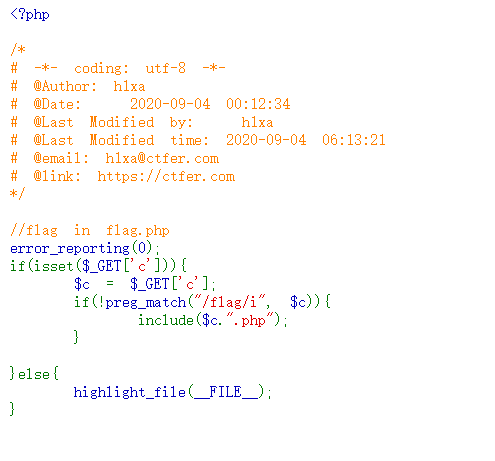 <?php
/*
# -*- coding: utf-8 -*-
# @Author: h1xa
# @Date: 2020-09-04 00:12:34
# @Last Modified by: h1xa
# @Last Modified time: 2020-09-04 06:13:21
# @email: h1xa@ctfer.com
# @link: https://ctfer.com
*/
//flag in flag.php
error_reporting(0);
if(isset($_GET['c'])){
$c = $_GET['c'];
if(!preg_match("/flag/i", $c)){
include($c.".php");
}
}else{
highlight_file(__FILE__);
}